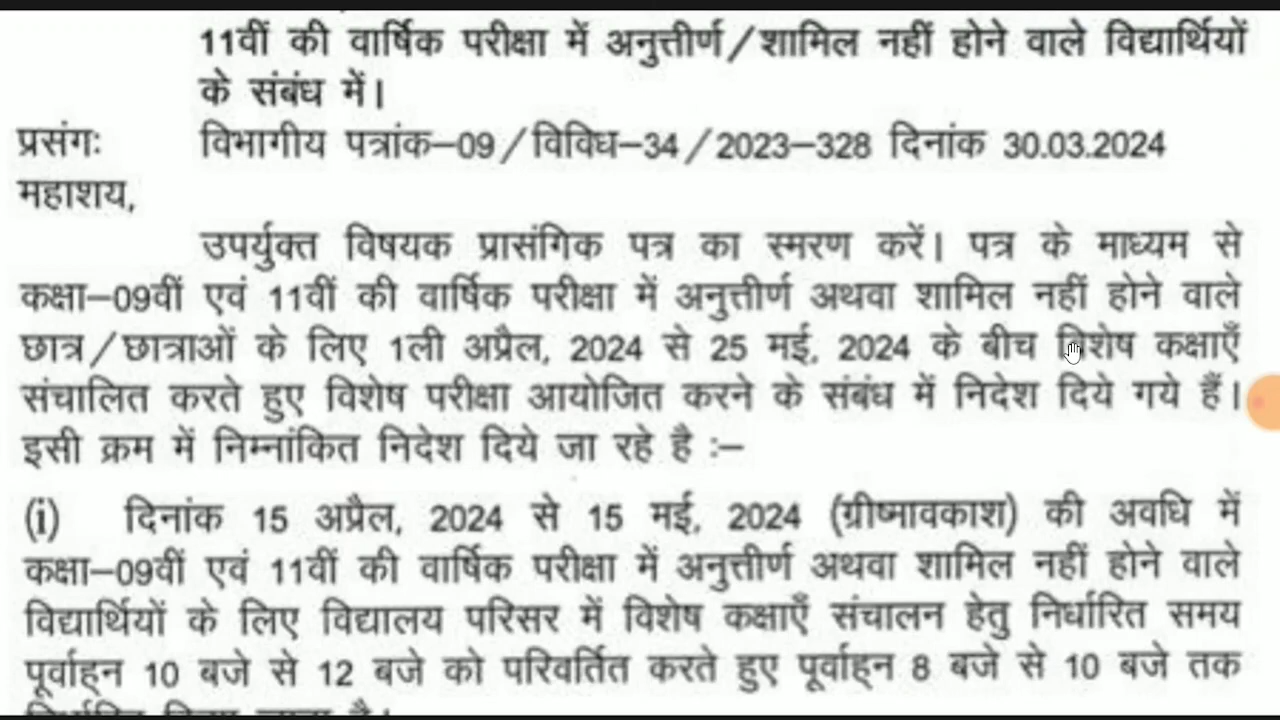 11वीं की वार्षिक परीक्षा में अनुत्तीर्ण/शामिल नहीं होने वाले विद्यार्थियों
के संबंध में।
प्रसंगः विभागीय पत्रांक–09/विविध–34/2023–328 दिनांक 30.03.2024
महाशय,
उपर्युक्त विषयक प्रासंगिक पत्र का स्मरण करें। पत्र के माध्यम से
कक्षा–09वीं एवं 11वीं की वार्षिक परीक्षा में अनुत्तीर्ण अथवा शामिल नहीं होने वाले
छात्र/छात्राओं के लिए 1ली अप्रैल, 2024 से 25 मई, 2024 के बीच विशेष कक्षाएँ
संचालित करते हुए विशेष परीक्षा आयोजित करने के संबंध में निदेश दिये गये हैं।
इसी क्रम में निम्नांकित निदेश दिये जा रहे है :–
(i) दिनांक 15 अप्रैल, 2024 से 15 मई, 2024 (ग्रीष्मावकाश) की अवधि में
कक्षा–09वीं एवं 11वीं की वार्षिक परीक्षा में अनुत्तीर्ण अथवा शामिल नहीं होने वाले
विद्यार्थियों के लिए विद्यालय परिसर में विशेष कक्षाएँ संचालन हेतु निर्धारित समय
पूर्वाह्न 10 बजे से 12 बजे को परिवर्तित करते हुए पूर्वाह्न 8 बजे से 10 बजे तक